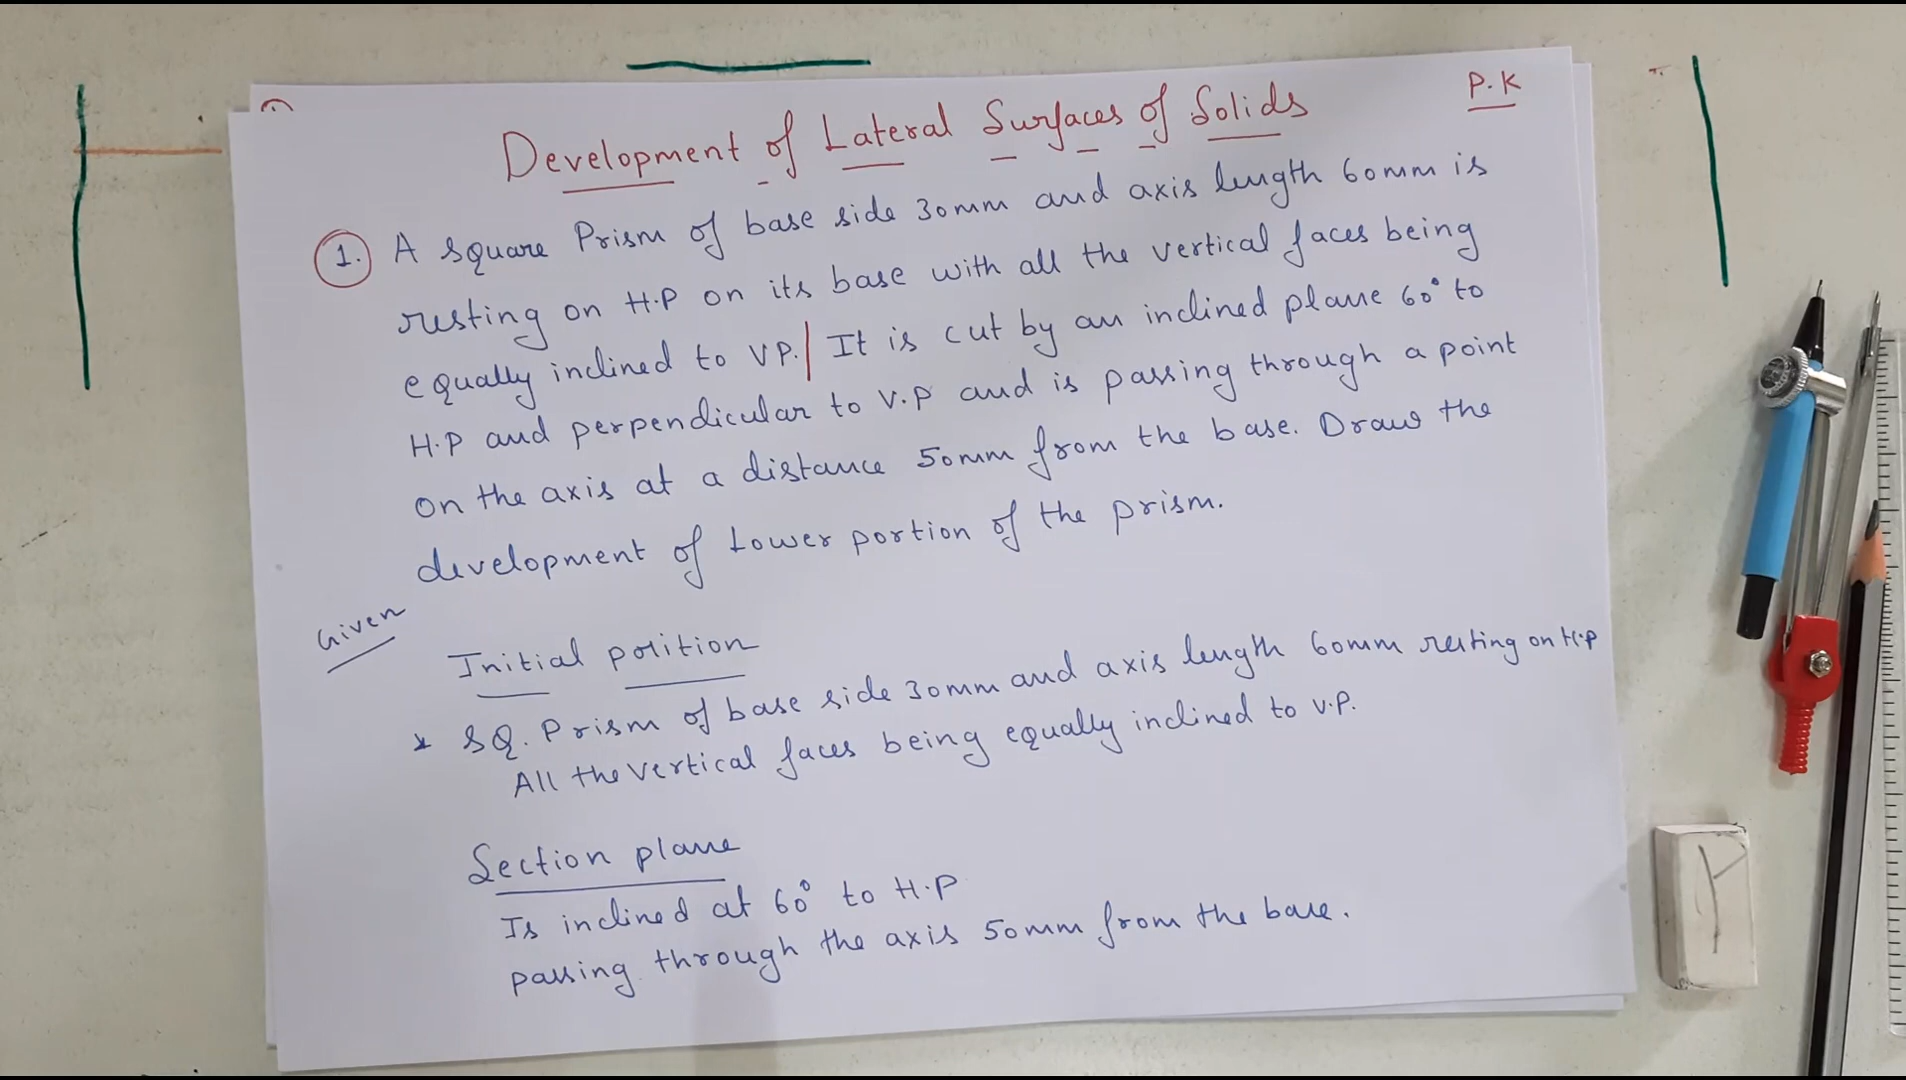 Development of Lateral Surfaces of Solids
P.K
1. A square Prism of base side 30mm and axis length 60mm is
resting on H.P on its base with all the vertical faces being
equally inclined to VP. It is cut by an inclined plane 60° to
H.P and perpendicular to V.P and is passing through a point
on the axis at a distance 50mm from the base. Draw the
development of Lower portion of the prism.
Given
Initial position
* SQ. Prism of base side 30mm and axis length 60mm resting on H.P
All the vertical faces being equally inclined to V.P.
Section plane
Is inclined at 60° to H.P
passing through the axis 50mm from the base.